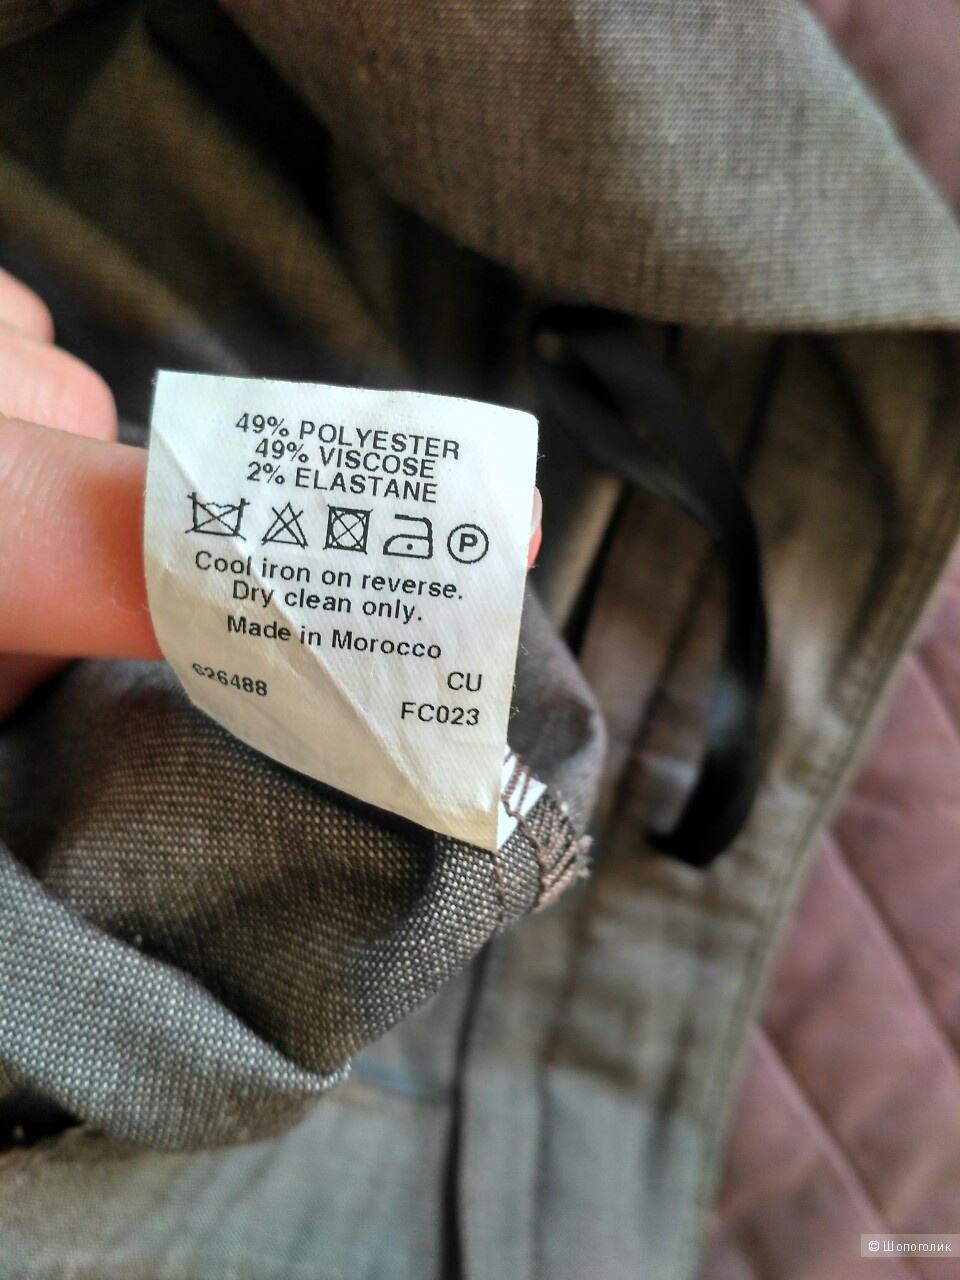 49% POLYESTER
49% VISCOSE
2% ELASTANE
P
Cool iron on reverse.
Dry clean only.
Made in Morocco
CU
626488
FC023
© Шопоголик